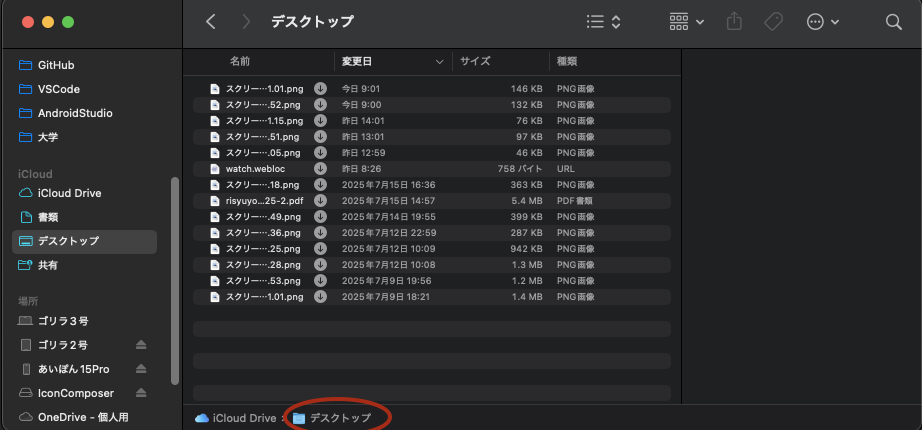 デスクトップ
GitHub
VSCode
AndroidStudio
大学
iCloud
iCloud Drive
書類
デスクトップ
共有
場所
ゴリラ3号
ゴリラ2号
あいぽん15Pro
IconComposer
OneDrive - 個人用
名前 変更日 サイズ 種類
スクリー…1.01.png 今日 9:01 146 KB PNG画像
スクリー….52.png 今日 9:00 132 KB PNG画像
スクリー…1.15.png 昨日 14:01 76 KB PNG画像
スクリー….51.png 昨日 13:01 97 KB PNG画像
スクリー….05.png 昨日 12:59 46 KB PNG画像
watch.webloc 昨日 8:26 758 バイト URL
スクリー….18.png 2025年7月15日 16:36 363 KB PNG画像
risyuyo…25-2.pdf 2025年7月15日 14:57 5.4 MB PDF書類
スクリー….49.png 2025年7月14日 19:55 399 KB PNG画像
スクリー….36.png 2025年7月12日 22:59 287 KB PNG画像
スクリー….25.png 2025年7月12日 10:09 942 KB PNG画像
スクリー….28.png 2025年7月12日 10:08 1.3 MB PNG画像
スクリー….53.png 2025年7月9日 19:56 1.2 MB PNG画像
スクリー…1.01.png 2025年7月9日 18:21 1.4 MB PNG画像
iCloud Drive › デスクトップ